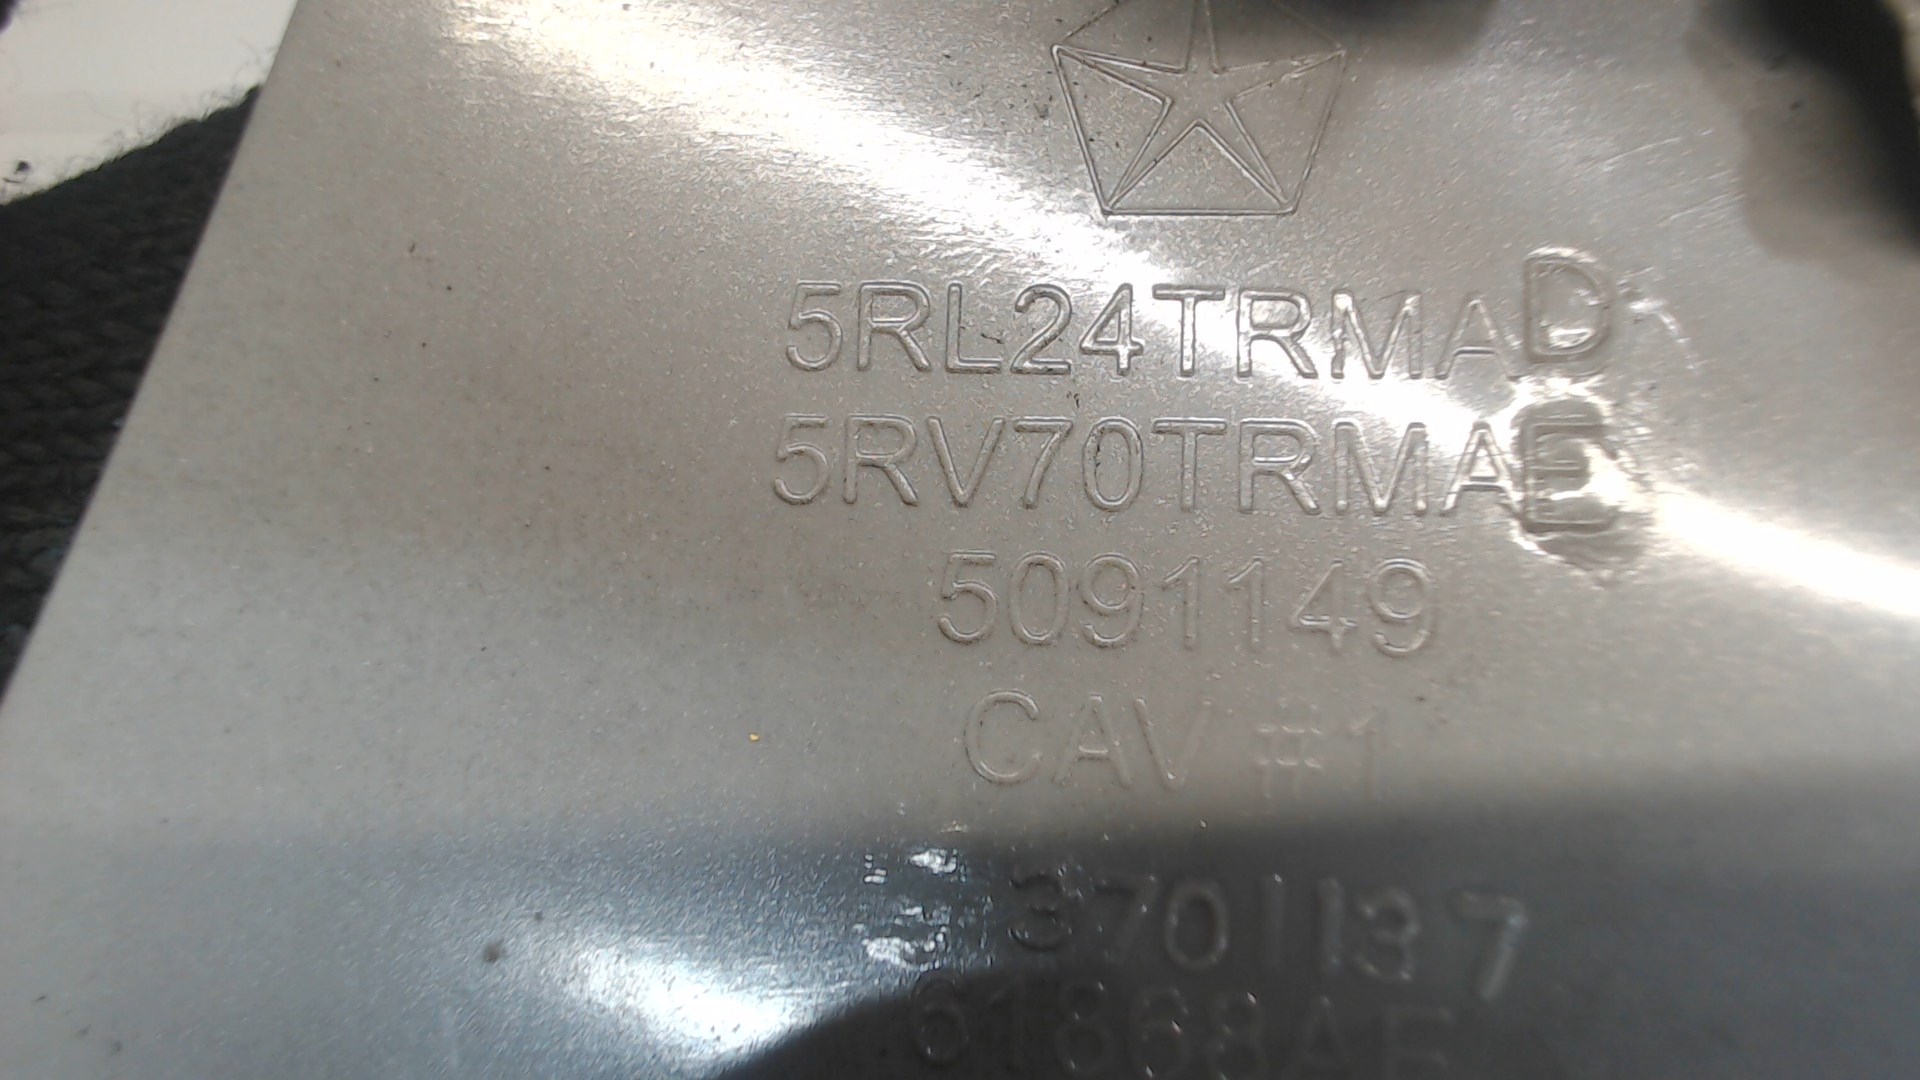 5RL24TRMAD
5RV70TRMAE
5091149
CAV #1
3701137